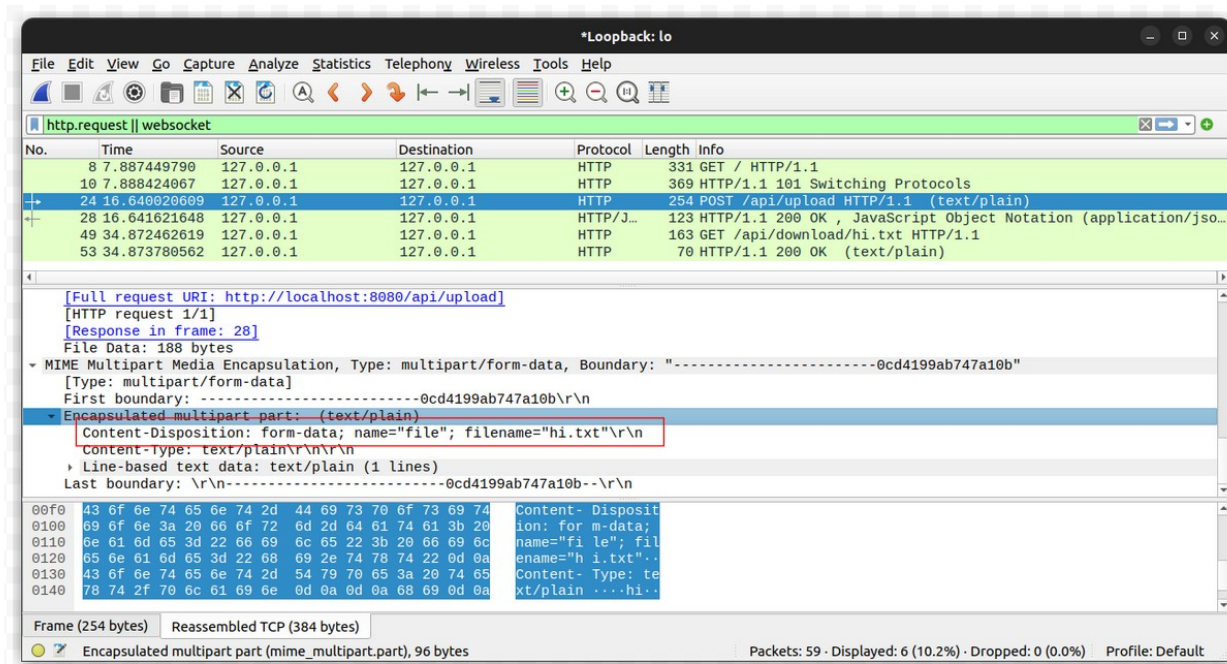 *Loopback: lo
File Edit View Go Capture Analyze Statistics Telephony Wireless Tools Help
http.request || websocket
No. Time Source Destination Protocol Length Info
8 7.887449790 127.0.0.1 127.0.0.1 HTTP 331 GET / HTTP/1.1
10 7.888424067 127.0.0.1 127.0.0.1 HTTP 369 HTTP/1.1 101 Switching Protocols
24 16.640020609 127.0.0.1 127.0.0.1 HTTP 254 POST /api/upload HTTP/1.1 (text/plain)
28 16.641621648 127.0.0.1 127.0.0.1 HTTP/J… 123 HTTP/1.1 200 OK , JavaScript Object Notation (application/jso…
49 34.872462619 127.0.0.1 127.0.0.1 HTTP 163 GET /api/download/hi.txt HTTP/1.1
53 34.873780562 127.0.0.1 127.0.0.1 HTTP 70 HTTP/1.1 200 OK (text/plain)
[Full request URI: http://localhost:8080/api/upload]
[HTTP request 1/1]
[Response in frame: 28]
File Data: 188 bytes
MIME Multipart Media Encapsulation, Type: multipart/form-data, Boundary: "------------------------0cd4199ab747a10b"
[Type: multipart/form-data]
First boundary: --------------------------0cd4199ab747a10b\r\n
Encapsulated multipart part: (text/plain)
Content-Disposition: form-data; name="file"; filename="hi.txt"\r\n
Content-Type: text/plain\r\n\r\n
Line-based text data: text/plain (1 lines)
Last boundary: \r\n--------------------------0cd4199ab747a10b--\r\n
00f0 43 6f 6e 74 65 6e 74 2d 44 69 73 70 6f 73 69 74 Content- Disposit
0100 69 6f 6e 3a 20 66 6f 72 6d 2d 64 61 74 61 3b 20 ion: for m-data;
0110 6e 61 6d 65 3d 22 66 69 6c 65 22 3b 20 66 69 6c name="fi le"; fil
0120 65 6e 61 6d 65 3d 22 68 69 2e 74 78 74 22 0d 0a ename="h i.txt"··
0130 43 6f 6e 74 65 6e 74 2d 54 79 70 65 3a 20 74 65 Content- Type: te
0140 78 74 2f 70 6c 61 69 6e 0d 0a 0d 0a 68 69 0d 0a xt/plain ····hi··
Frame (254 bytes) Reassembled TCP (384 bytes)
Encapsulated multipart part (mime_multipart.part), 96 bytes Packets: 59 · Displayed: 6 (10.2%) · Dropped: 0 (0.0%) Profile: Default